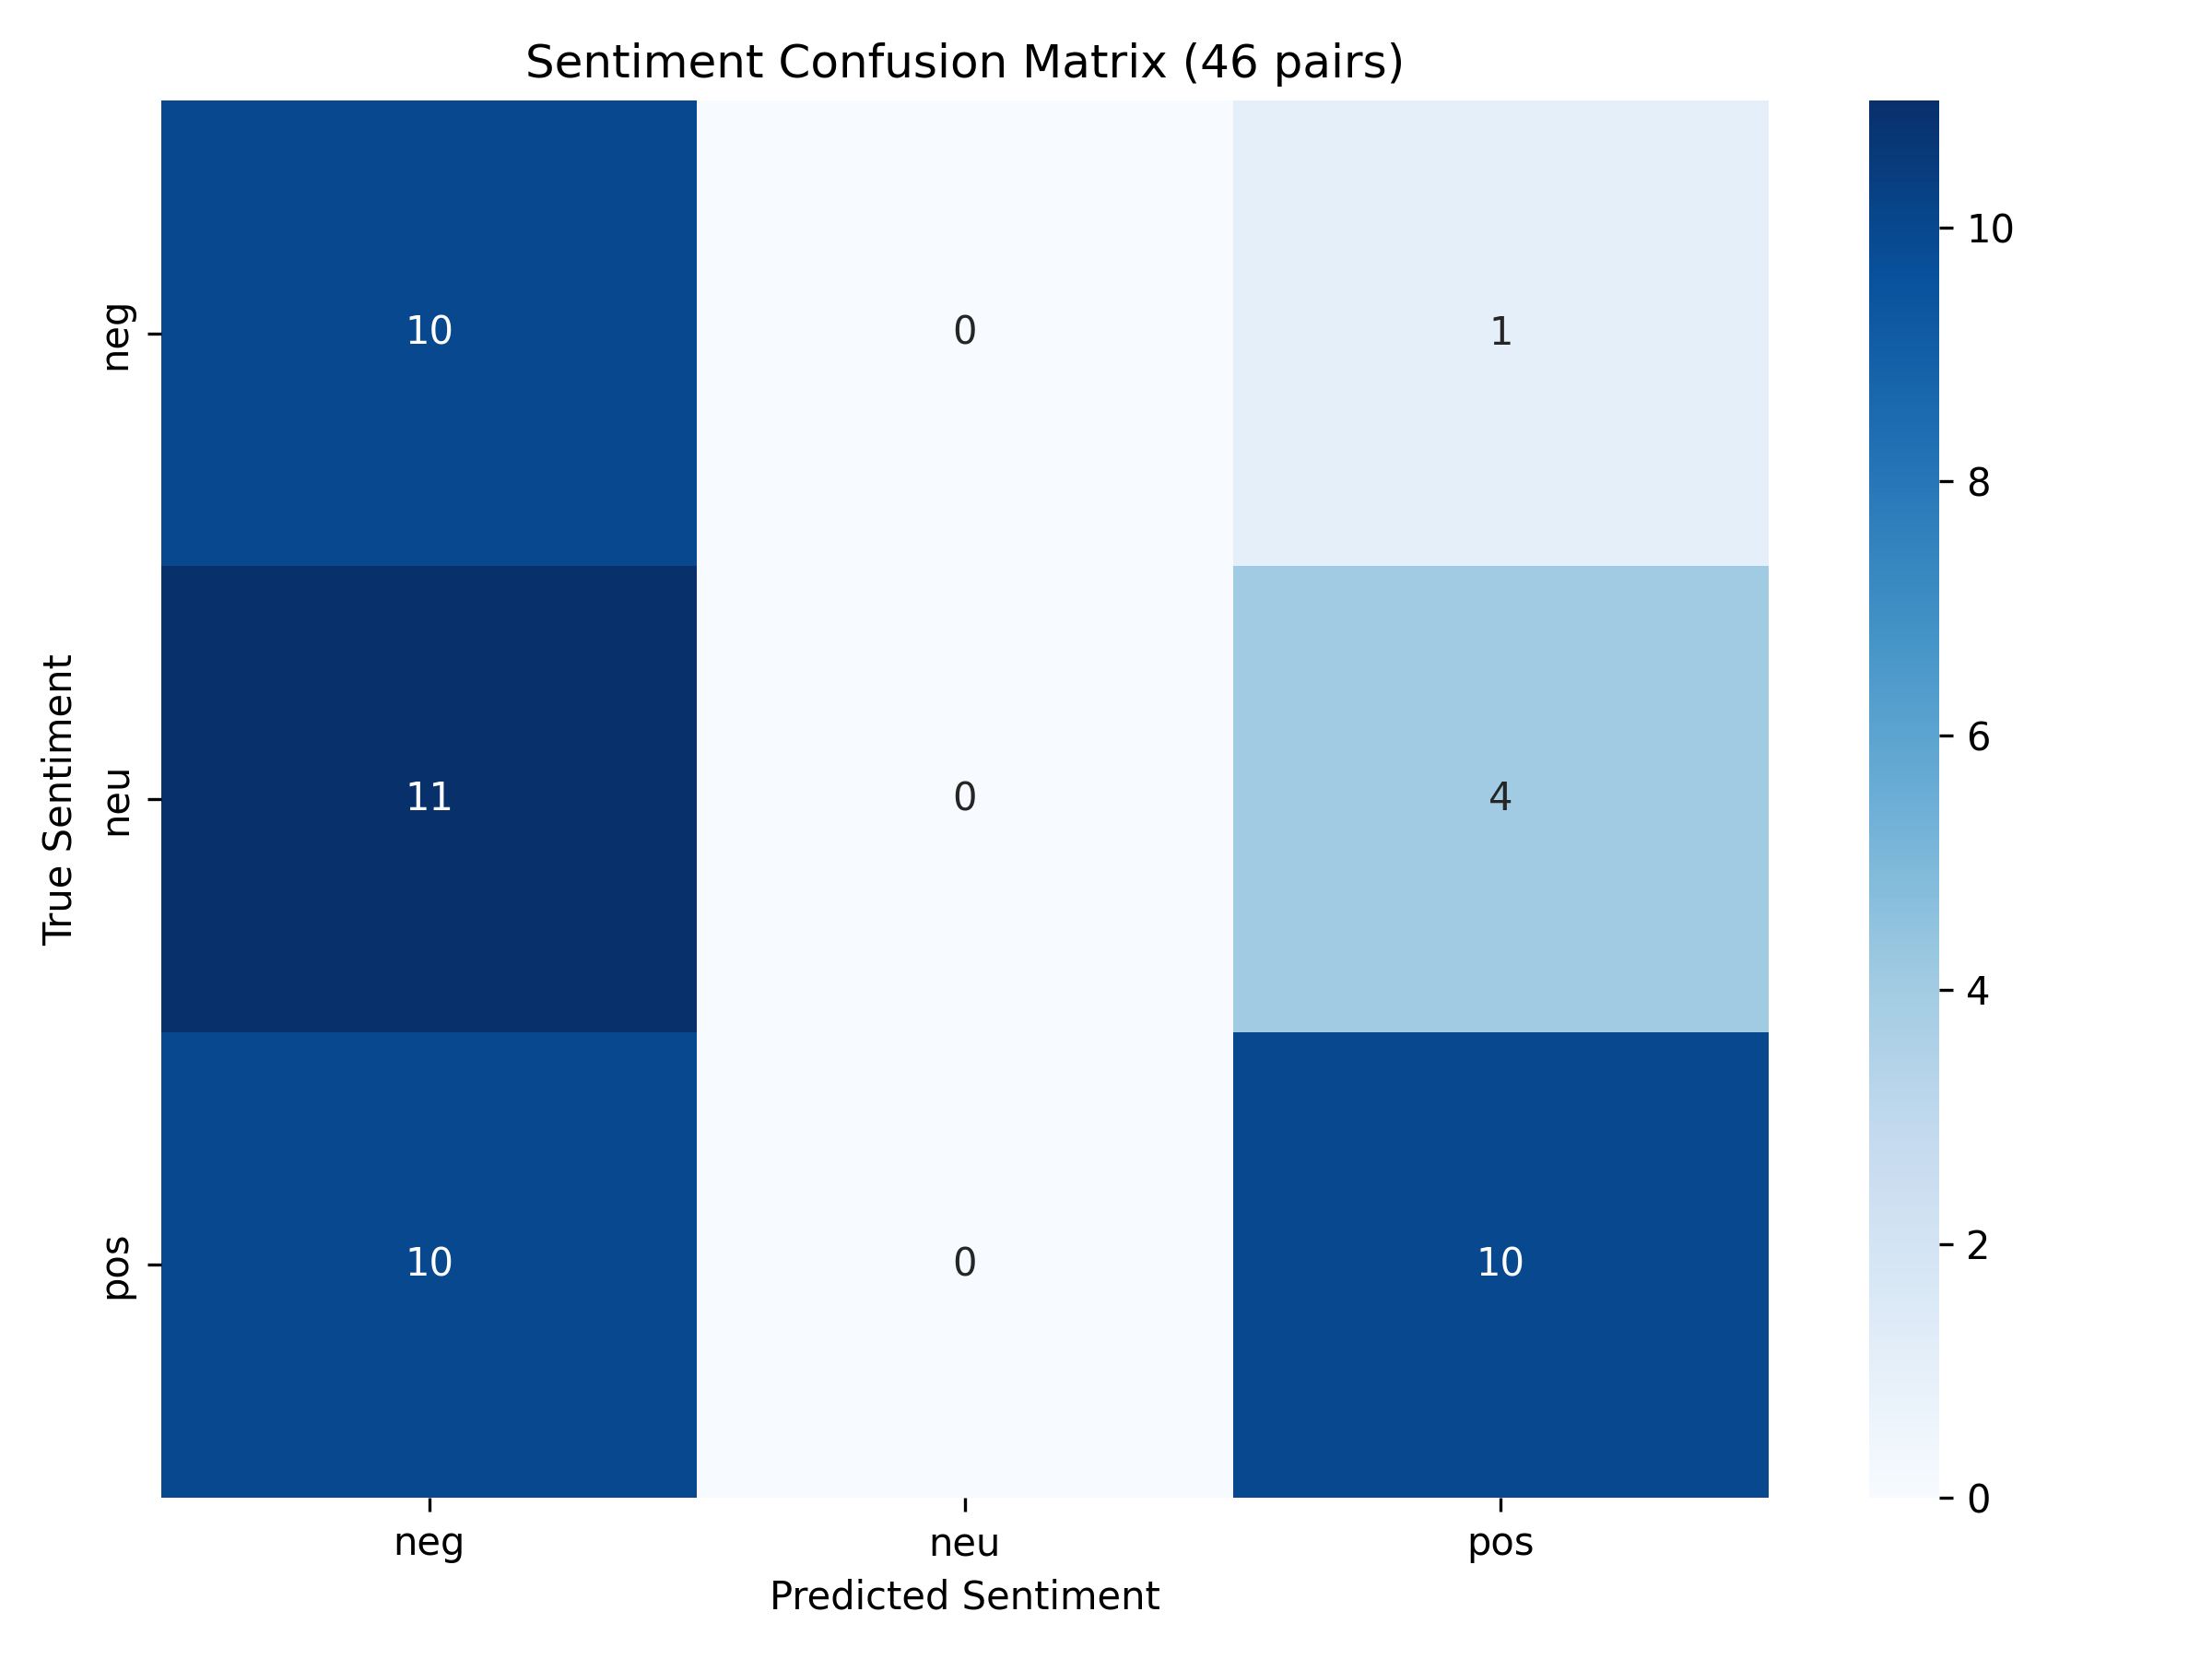 Sentiment Confusion Matrix (46 pairs)
True Sentiment
neg
10
0
1
neu
11
0
4
pos
10
0
10
neg
neu
pos
Predicted Sentiment
10
8
6
4
2
0